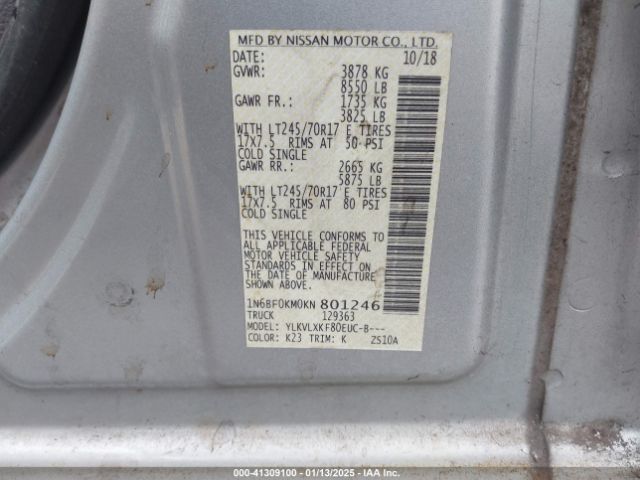 MFD BY NISSAN MOTOR CO., LTD.
DATE: 10/18
GVWR: 3878 KG
8550 LB
GAWR FR.: 1735 KG
3825 LB
WITH LT245/70R17 E TIRES
17X7.5 RIMS AT 50 PSI
COLD SINGLE
GAWR RR.: 2665 KG
5875 LB
WITH LT245/70R17 E TIRES
17X7.5 RIMS AT 80 PSI
COLD SINGLE
THIS VEHICLE CONFORMS TO
ALL APPLICABLE FEDERAL
MOTOR VEHICLE SAFETY
STANDARDS IN EFFECT ON
THE DATE OF MANUFACTURE
SHOWN ABOVE.
1N6BF0KM0KN 801246
TRUCK 129363
MODEL: YLKVLXKF80EUC-B---
COLOR: K23 TRIM: K ZS10A
000-41309100 - 01/13/2025 - IAA Inc.